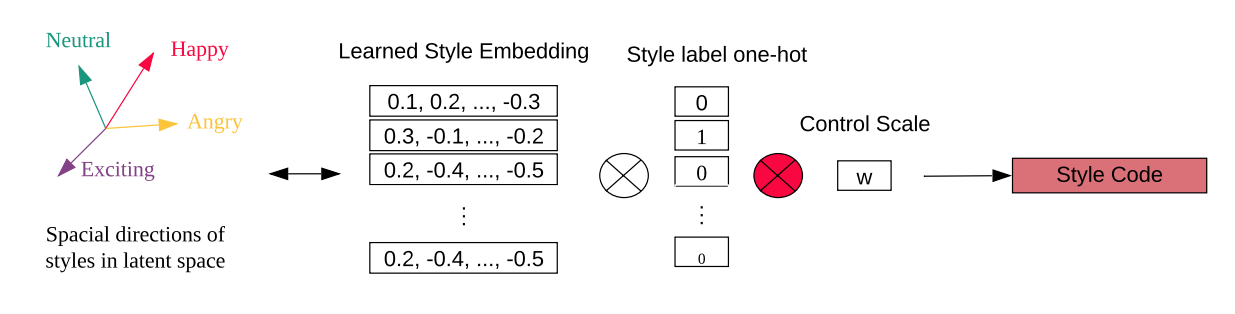 Neutral
Happy
Angry
Exciting
Spacial directions of
styles in latent space
Learned Style Embedding
0.1, 0.2, ..., -0.3
0.3, -0.1, ..., -0.2
0.2, -0.4, ..., -0.5
⋮
0.2, -0.4, ..., -0.5
Style label one-hot
0
1
0
⋮
0
Control Scale
w
Style Code